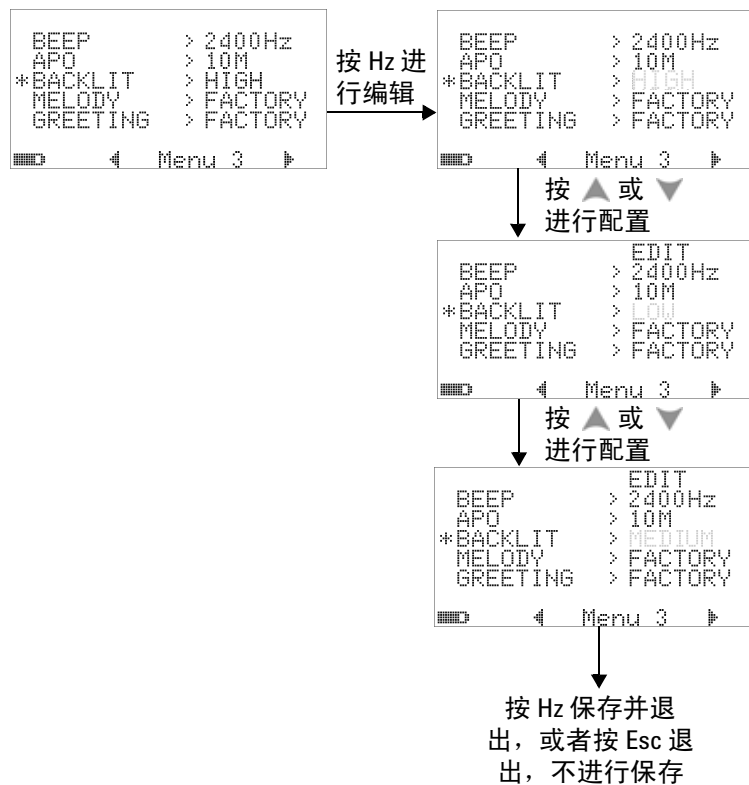 BEEP > 2400Hz
APO > 10M
*BACKLIT > HIGH
MELODY > FACTORY
GREETING > FACTORY
Menu 3
按 Hz 进
行编辑
BEEP > 2400Hz
APO > 10M
*BACKLIT > HIGH
MELODY > FACTORY
GREETING > FACTORY
Menu 3
按 或
进行配置
EDIT
BEEP > 2400Hz
APO > 10M
*BACKLIT > LOW
MELODY > FACTORY
GREETING > FACTORY
Menu 3
按 或
进行配置
EDIT
BEEP > 2400Hz
APO > 10M
*BACKLIT > MEDIUM
MELODY > FACTORY
GREETING > FACTORY
Menu 3
按 Hz 保存并退
出，或者按 Esc 退
出，不进行保存